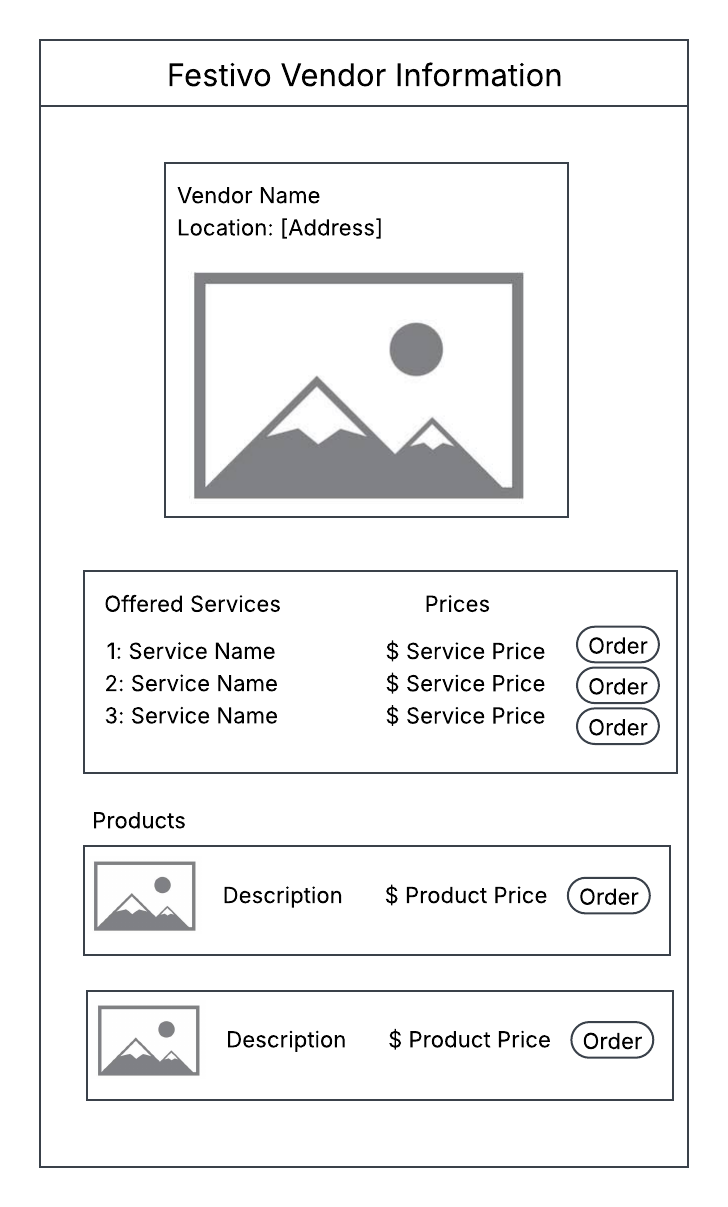 Festivo Vendor Information
Vendor Name
Location: [Address]
Offered Services Prices
1: Service Name $ Service Price Order
2: Service Name $ Service Price Order
3: Service Name $ Service Price Order
Products
Description $ Product Price Order
Description $ Product Price Order